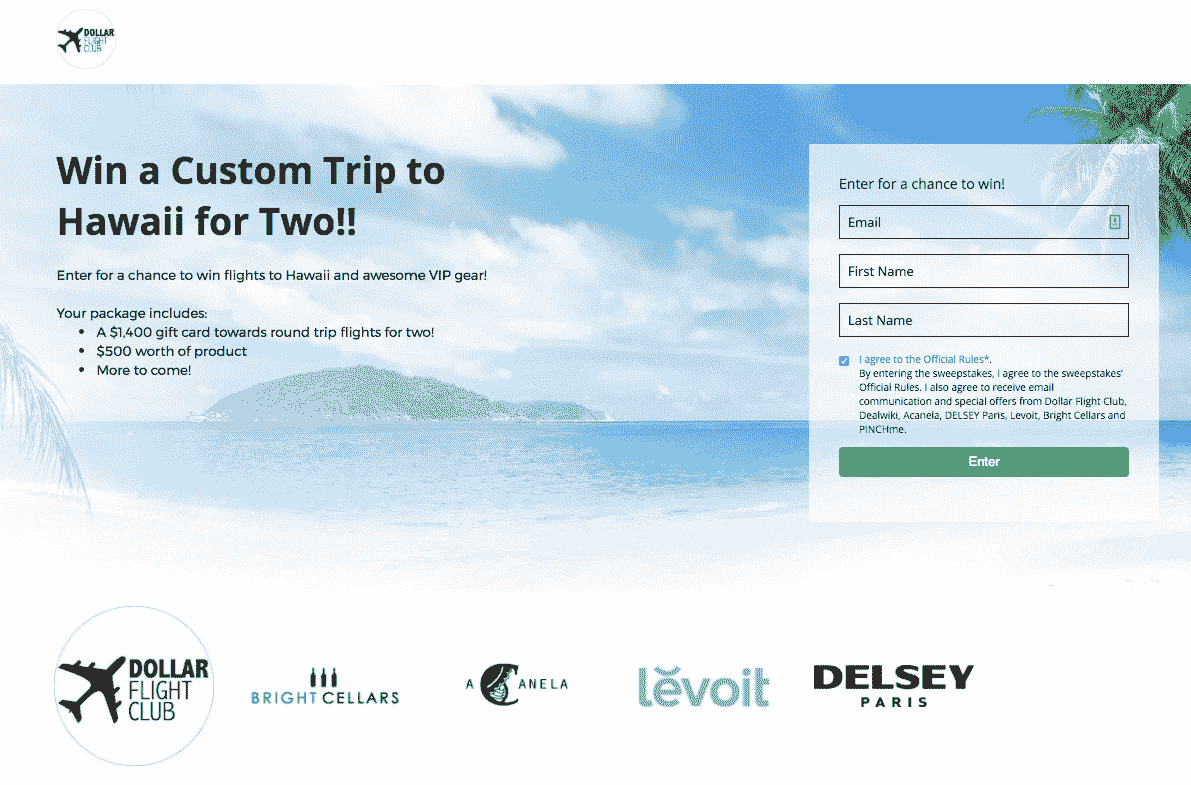 DOLLAR
FLIGHT
CLUB
Win a Custom Trip to
Hawaii for Two!!
Enter for a chance to win flights to Hawaii and awesome VIP gear!
Your package includes:
• A $1,400 gift card towards round trip flights for two!
• $500 worth of product
• More to come!
Enter for a chance to win!
Email
First Name
Last Name
I agree to the Official Rules*.
By entering the sweepstakes, I agree to the sweepstakes'
Official Rules. I also agree to receive email
communication and special offers from Dollar Flight Club,
Dealwiki, Acanela, DELSEY Paris, Levoit, Bright Cellars and
PINCHme.
Enter
DOLLAR
FLIGHT
CLUB
BRIGHT CELLARS
ACANELA
lĕvoit
DELSEY
PARIS